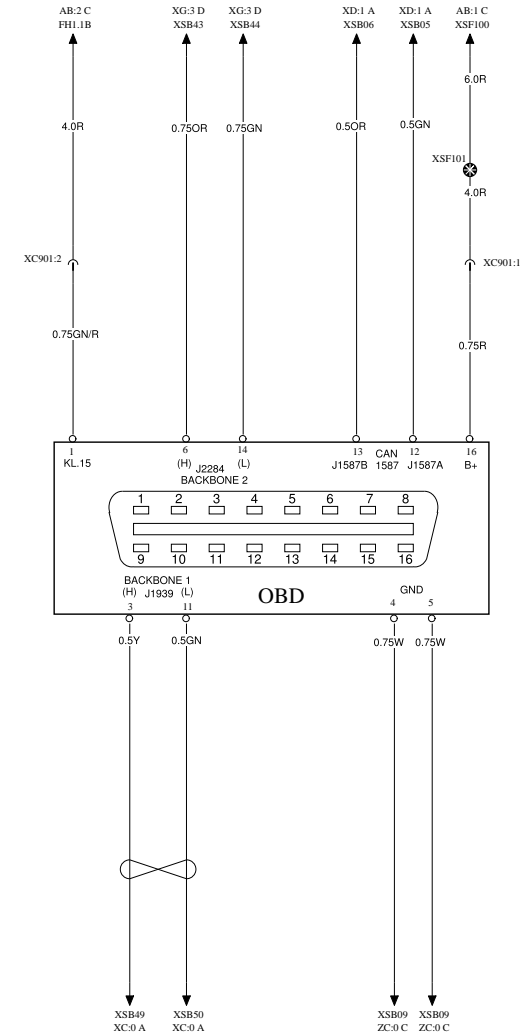 AB:2 C XG:3 D XG:3 D XD:1 A XD:1 A AB:1 C
FH1.1B XSB43 XSB44 XSB06 XSB05 XSF100
6.0R
4.0R 0.75OR 0.75GN 0.5OR 0.5GN
XSF101
4.0R
XC901:2 XC901:1
0.75GN/R
0.75R
1 6 14 13 12 16
KL.15 (H) J2284 (L) J1587B CAN 1587 J1587A B+
BACKBONE 2
1 2 3 4 5 6 7 8
9 10 11 12 13 14 15 16
BACKBONE 1
(H) J1939 (L)
OBD
GND
3 11 4 5
0.5Y 0.5GN 0.75W 0.75W
XSB49 XSB50 XSB09 XSB09
XC:0 A XC:0 A ZC:0 C ZC:0 C